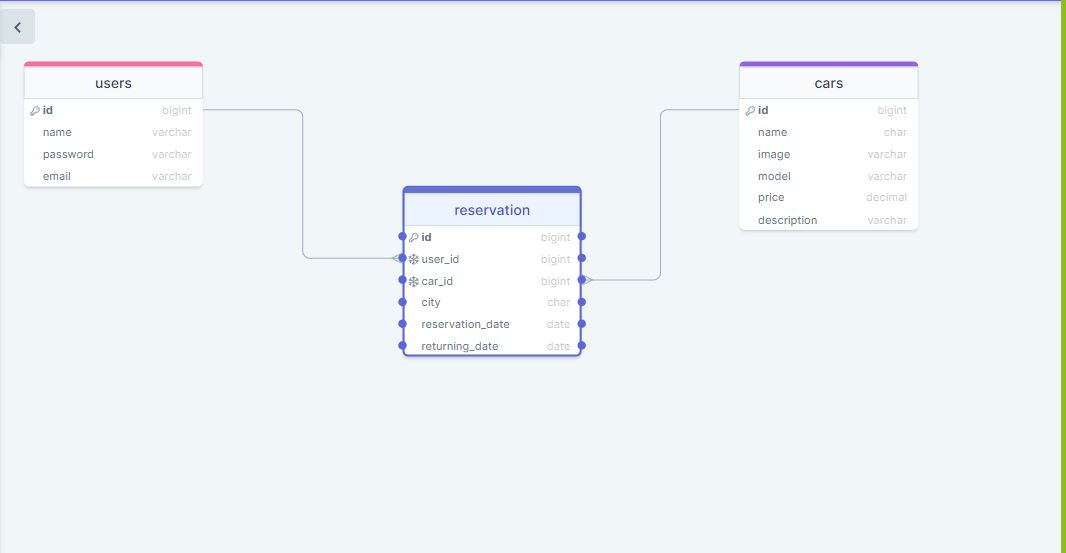 users
id bigint
name varchar
password varchar
email varchar
cars
id bigint
name char
image varchar
model varchar
price decimal
description varchar
reservation
id bigint
user_id bigint
car_id bigint
city char
reservation_date date
returning_date date